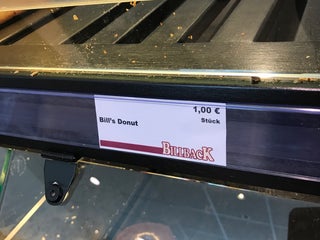 1,00 €
Bill's Donut Stück
BILLBACK